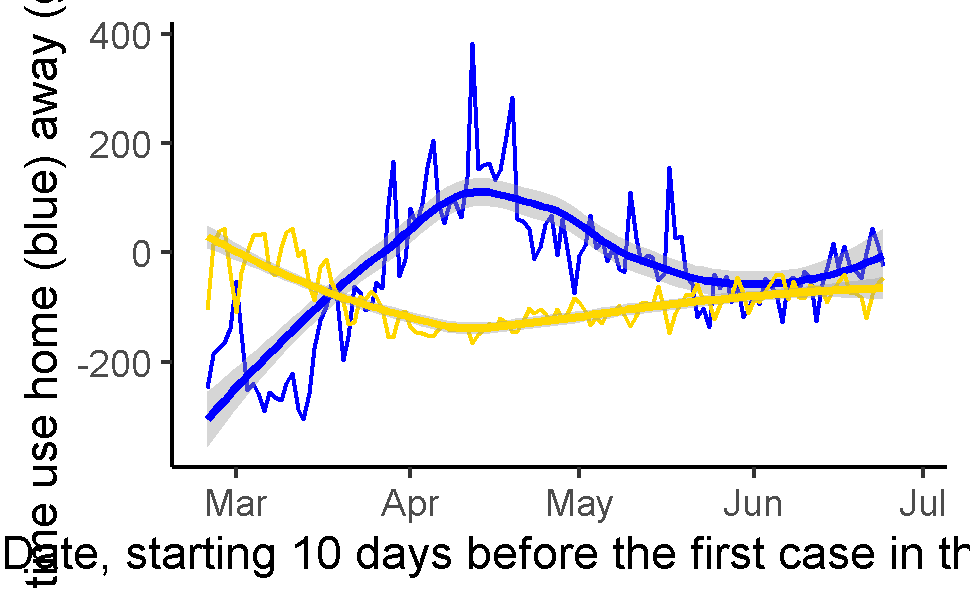 time use home (blue) away (
400
200
0
-200
Mar Apr May Jun Jul
Date, starting 10 days before the first case in th